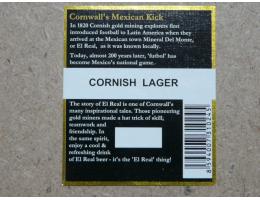 Cornwall's Mexican Kick
In 1820 Cornish gold mining exploits first
introduced football to Latin America when they
arrived at the Mexican town Mineral Del Monte,
or El Real, as it was known locally.
Today, almost 200 years later, 'futbol' has
become Mexico's national game.
CORNISH LAGER
The story of El Real is one of Cornwall's
many inspirational tales. Those pioneering
gold miners made a hat trick of skill;
teamwork and
friendship. In
the same spirit,
enjoy a cool &
refreshing drink
of El Real beer - it's the 'El Real' thing!